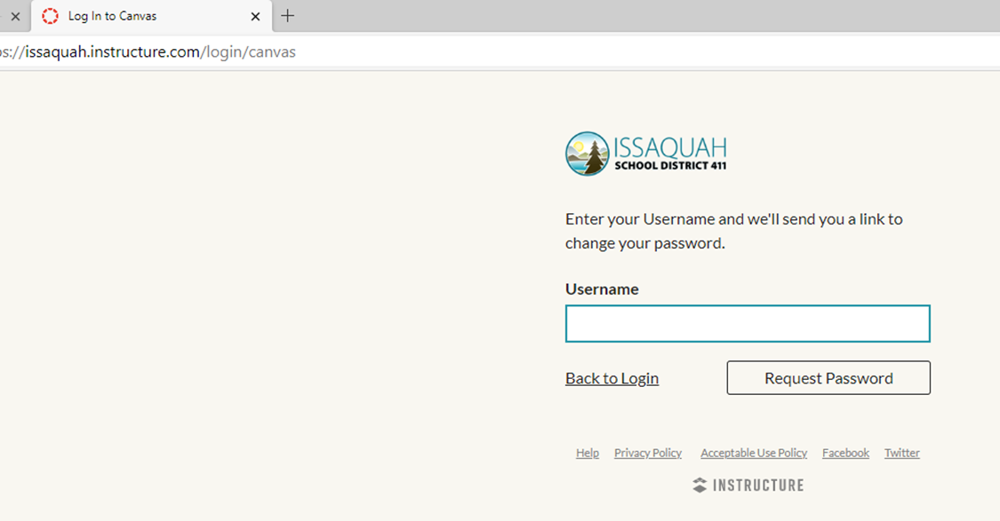 Log In to Canvas
s://issaquah.instructure.com/login/canvas
ISSAQUAH
SCHOOL DISTRICT 411
Enter your Username and we'll send you a link to
change your password.
Username
Back to Login Request Password
Help Privacy Policy Acceptable Use Policy Facebook Twitter
INSTRUCTURE